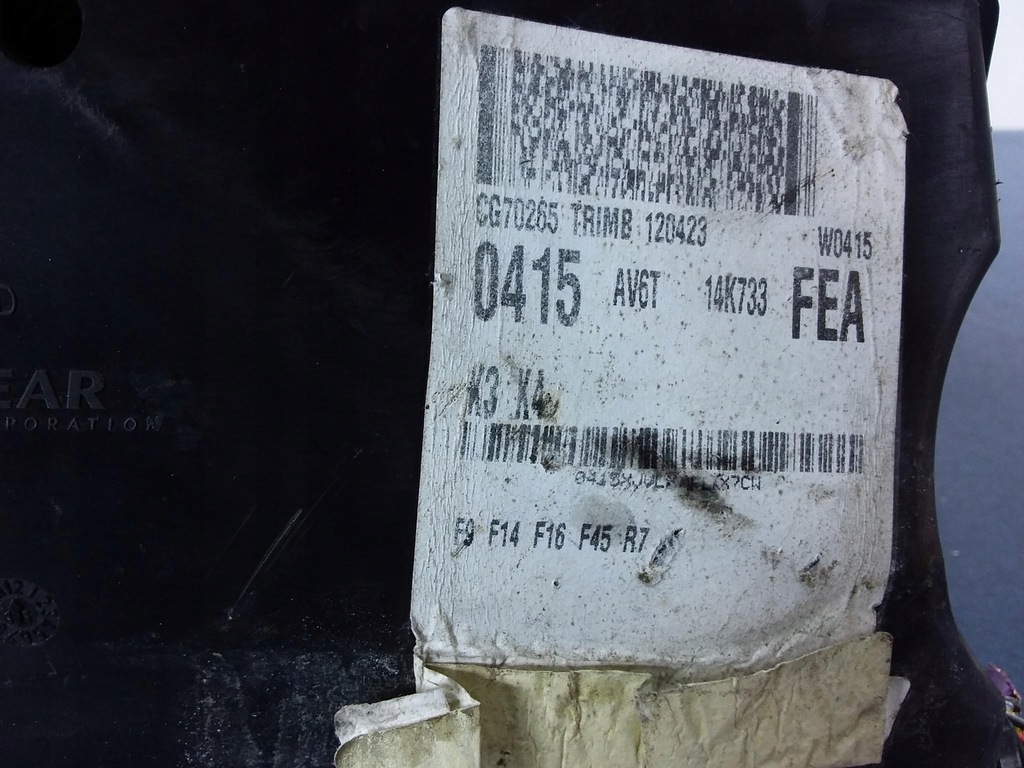 CG70265 TRIMB 120423
W0415
0415 AV6T 14K733 FEA
X3 X4
F9 F14 F16 F45 R7
EAR
PORATION